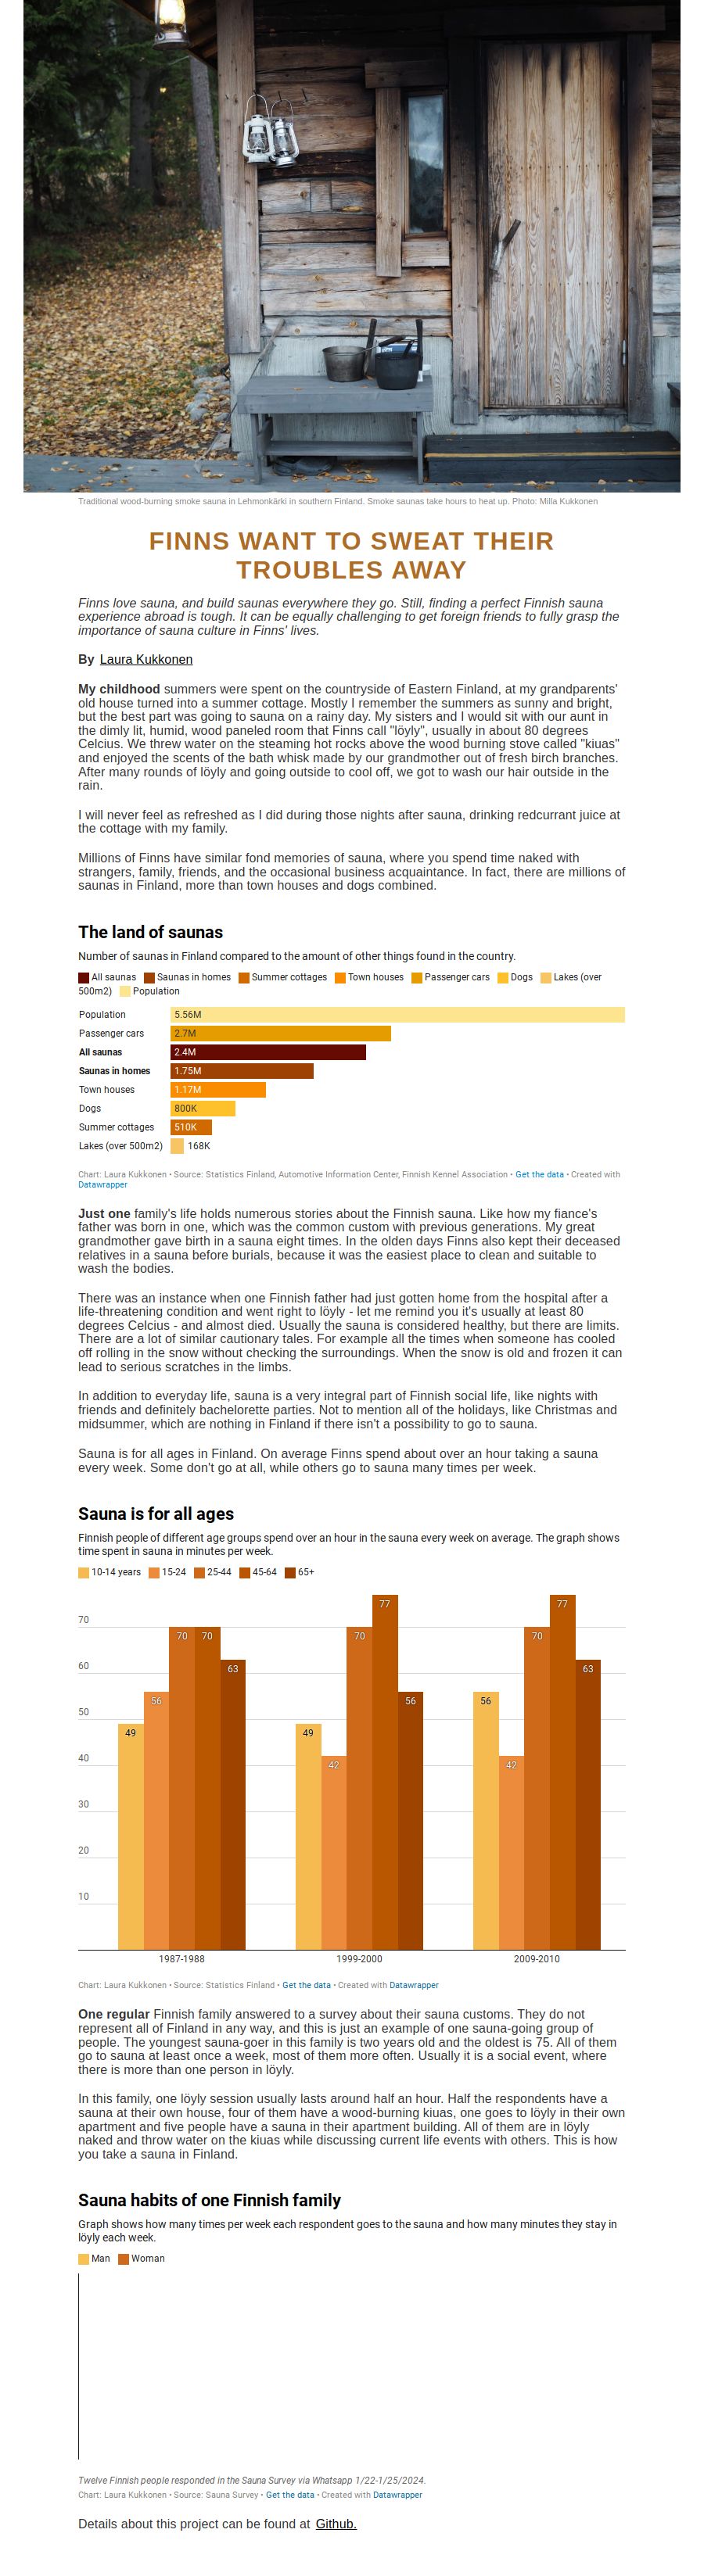 Traditional wood-burning smoke sauna in Lehmonkärki in southern Finland. Smoke saunas take hours to heat up. Photo: Milla Kukkonen
FINNS WANT TO SWEAT THEIR
TROUBLES AWAY
Finns love sauna, and build saunas everywhere they go. Still, finding a perfect Finnish sauna
experience abroad is tough. It can be equally challenging to get foreign friends to fully grasp the
importance of sauna culture in Finns' lives.
By Laura Kukkonen
My childhood summers were spent on the countryside of Eastern Finland, at my grandparents'
old house turned into a summer cottage. Mostly I remember the summers as sunny and bright,
but the best part was going to sauna on a rainy day. My sisters and I would sit with our aunt in
the dimly lit, humid, wood paneled room that Finns call "löyly", usually in about 80 degrees
Celcius. We threw water on the steaming hot rocks above the wood burning stove called "kiuas"
and enjoyed the scents of the bath whisk made by our grandmother out of fresh birch branches.
After many rounds of löyly and going outside to cool off, we got to wash our hair outside in the
rain.
I will never feel as refreshed as I did during those nights after sauna, drinking redcurrant juice at
the cottage with my family.
Millions of Finns have similar fond memories of sauna, where you spend time naked with
strangers, family, friends, and the occasional business acquaintance. In fact, there are millions of
saunas in Finland, more than town houses and dogs combined.
The land of saunas
Number of saunas in Finland compared to the amount of other things found in the country.
All saunas Saunas in homes Summer cottages Town houses Passenger cars Dogs Lakes (over
500m2) Population
Population 5.56M
Passenger cars 2.7M
All saunas 2.4M
Saunas in homes 1.75M
Town houses 1.17M
Dogs 800K
Summer cottages 510K
Lakes (over 500m2) 168K
Chart: Laura Kukkonen • Source: Statistics Finland, Automotive Information Center, Finnish Kennel Association • Get the data • Created with
Datawrapper
Just one family's life holds numerous stories about the Finnish sauna. Like how my fiance's
father was born in one, which was the common custom with previous generations. My great
grandmother gave birth in a sauna eight times. In the olden days Finns also kept their deceased
relatives in a sauna before burials, because it was the easiest place to clean and suitable to
wash the bodies.
There was an instance when one Finnish father had just gotten home from the hospital after a
life-threatening condition and went right to löyly - let me remind you it's usually at least 80
degrees Celcius - and almost died. Usually the sauna is considered healthy, but there are limits.
There are a lot of similar cautionary tales. For example all the times when someone has cooled
off rolling in the snow without checking the surroundings. When the snow is old and frozen it can
lead to serious scratches in the limbs.
In addition to everyday life, sauna is a very integral part of Finnish social life, like nights with
friends and definitely bachelorette parties. Not to mention all of the holidays, like Christmas and
midsummer, which are nothing in Finland if there isn't a possibility to go to sauna.
Sauna is for all ages in Finland. On average Finns spend about over an hour taking a sauna
every week. Some don't go at all, while others go to sauna many times per week.
Sauna is for all ages
Finnish people of different age groups spend over an hour in the sauna every week on average. The graph shows
time spent in sauna in minutes per week.
10-14 years 15-24 25-44 45-64 65+
70
60
50
40
30
20
10
49 56 70 70 63
49 42 70 77 56
56 42 70 77 63
1987-1988 1999-2000 2009-2010
Chart: Laura Kukkonen • Source: Statistics Finland • Get the data • Created with Datawrapper
One regular Finnish family answered to a survey about their sauna customs. They do not
represent all of Finland in any way, and this is just an example of one sauna-going group of
people. The youngest sauna-goer in this family is two years old and the oldest is 75. All of them
go to sauna at least once a week, most of them more often. Usually it is a social event, where
there is more than one person in löyly.
In this family, one löyly session usually lasts around half an hour. Half the respondents have a
sauna at their own house, four of them have a wood-burning kiuas, one goes to löyly in their own
apartment and five people have a sauna in their apartment building. All of them are in löyly
naked and throw water on the kiuas while discussing current life events with others. This is how
you take a sauna in Finland.
Sauna habits of one Finnish family
Graph shows how many times per week each respondent goes to the sauna and how many minutes they stay in
löyly each week.
Man Woman
Twelve Finnish people responded in the Sauna Survey via Whatsapp 1/22-1/25/2024.
Chart: Laura Kukkonen • Source: Sauna Survey • Get the data • Created with Datawrapper
Details about this project can be found at Github.